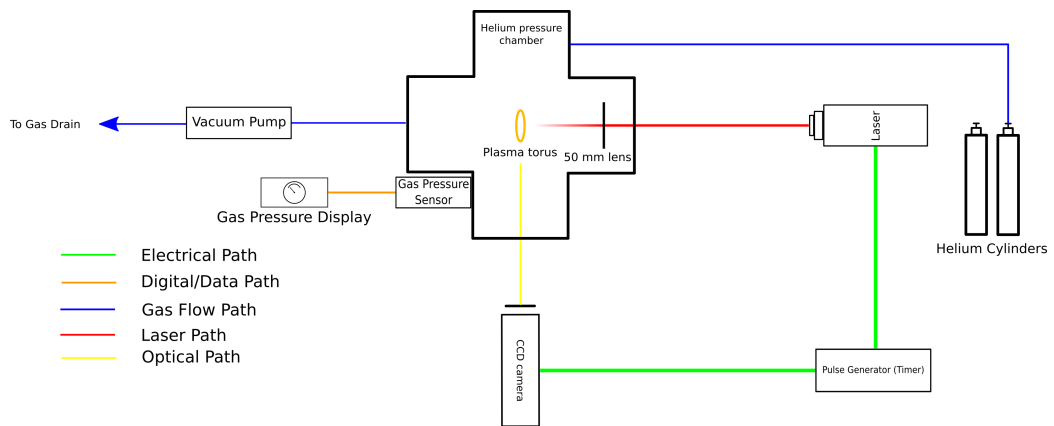 Helium pressure
chamber
To Gas Drain
Vacuum Pump
Laser
Plasma torus
50 mm lens
Gas Pressure
Sensor
Gas Pressure Display
Helium Cylinders
Electrical Path
Digital/Data Path
Gas Flow Path
Laser Path
Optical Path
CCD camera
Pulse Generator (Timer)